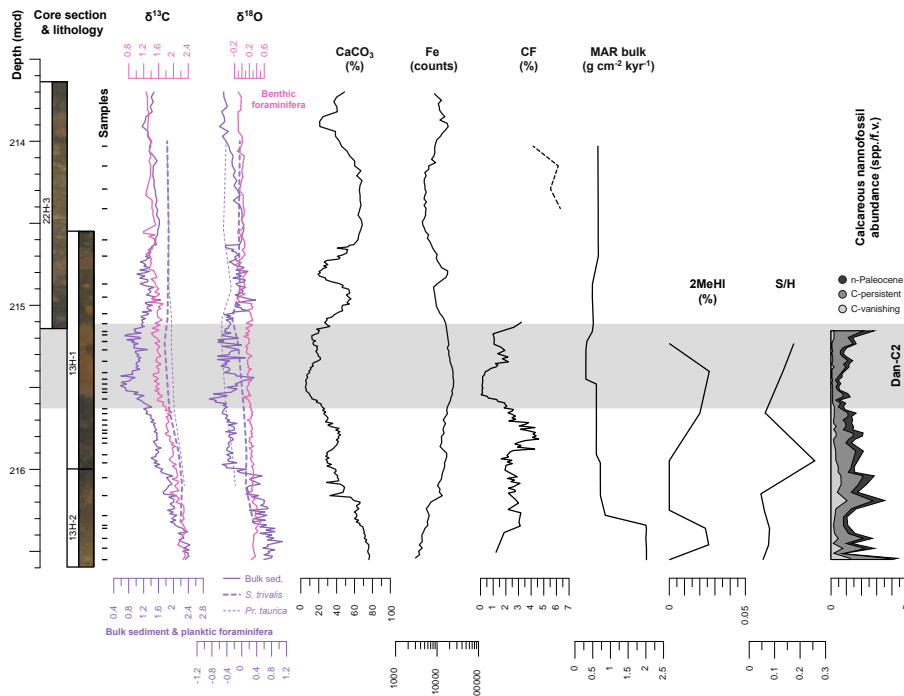 Core section
& lithology
δ¹³C
δ¹⁸O
CaCO₃
(%)
Fe
(counts)
CF
(%)
MAR bulk
(g cm⁻² kyr⁻¹)
Depth (mcd)
0.8
1.2
1.6
2
2.4
-0.2
0.2
0.6
Benthic
foraminifera
Samples
214
215
216
22H-3
13H-1
13H-2
2MeHI
(%)
S/H
Calcareous nannofossil
abundance (spp./f.v.)
n-Paleocene
C-persistent
C-vanishing
Dan-C2
Bulk sed.
S. trivalis
Pr. taurica
0.4
0.8
1.2
1.6
2
2.4
2.8
Bulk sediment & planktic foraminifera
-1.2
-0.8
-0.4
0
0.4
0.8
1.2
0
20
40
60
80
100
1000
10000
00000
0
1
2
3
4
5
6
7
0
0.5
1
1.5
2
2.5
0
0.05
0
0.1
0.2
0.3
0